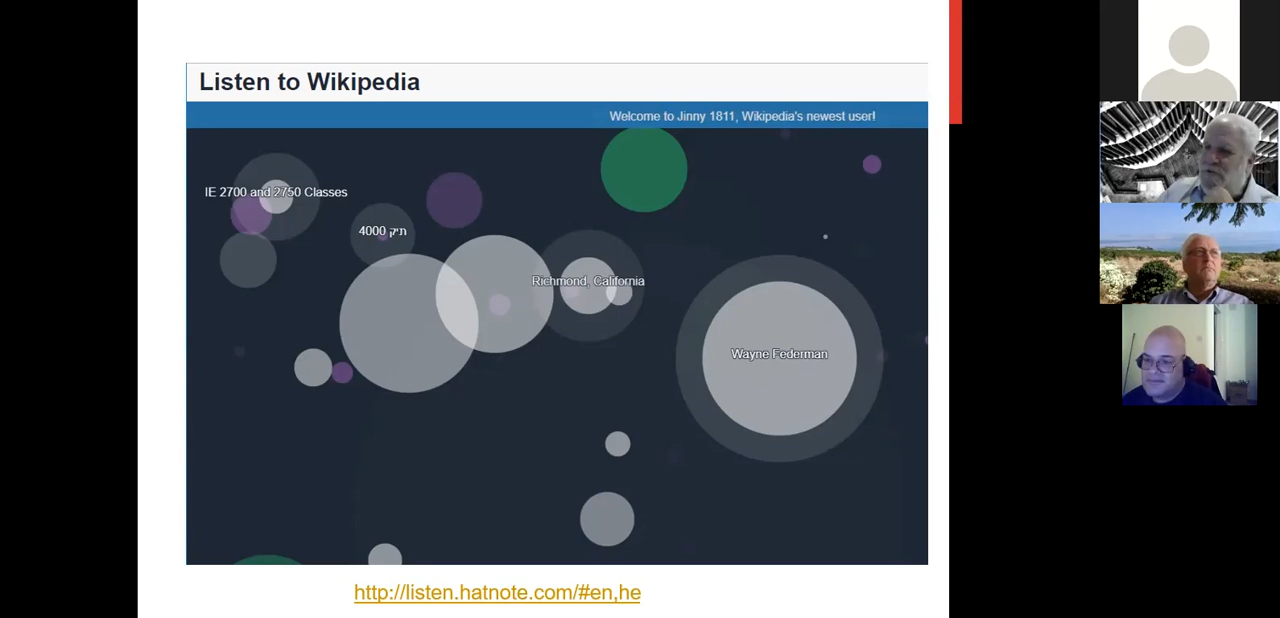 Listen to Wikipedia
Welcome to Jinny 1811, Wikipedia's newest user!
IE 2700 and 2750 Classes
תיק 4000
Richmond, California
Wayne Federman
http://listen.hatnote.com/#en,he